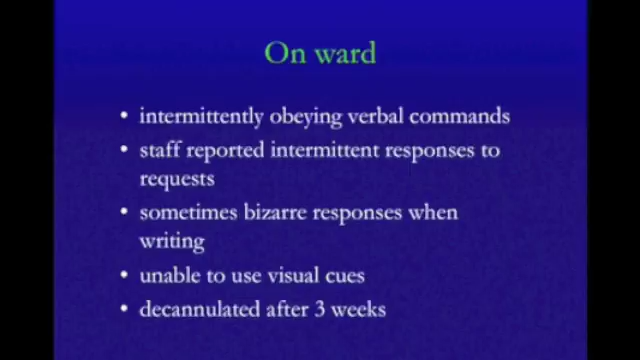 On ward
• intermittently obeying verbal commands
• staff reported intermittent responses to
requests
• sometimes bizarre responses when
writing
• unable to use visual cues
• decannulated after 3 weeks